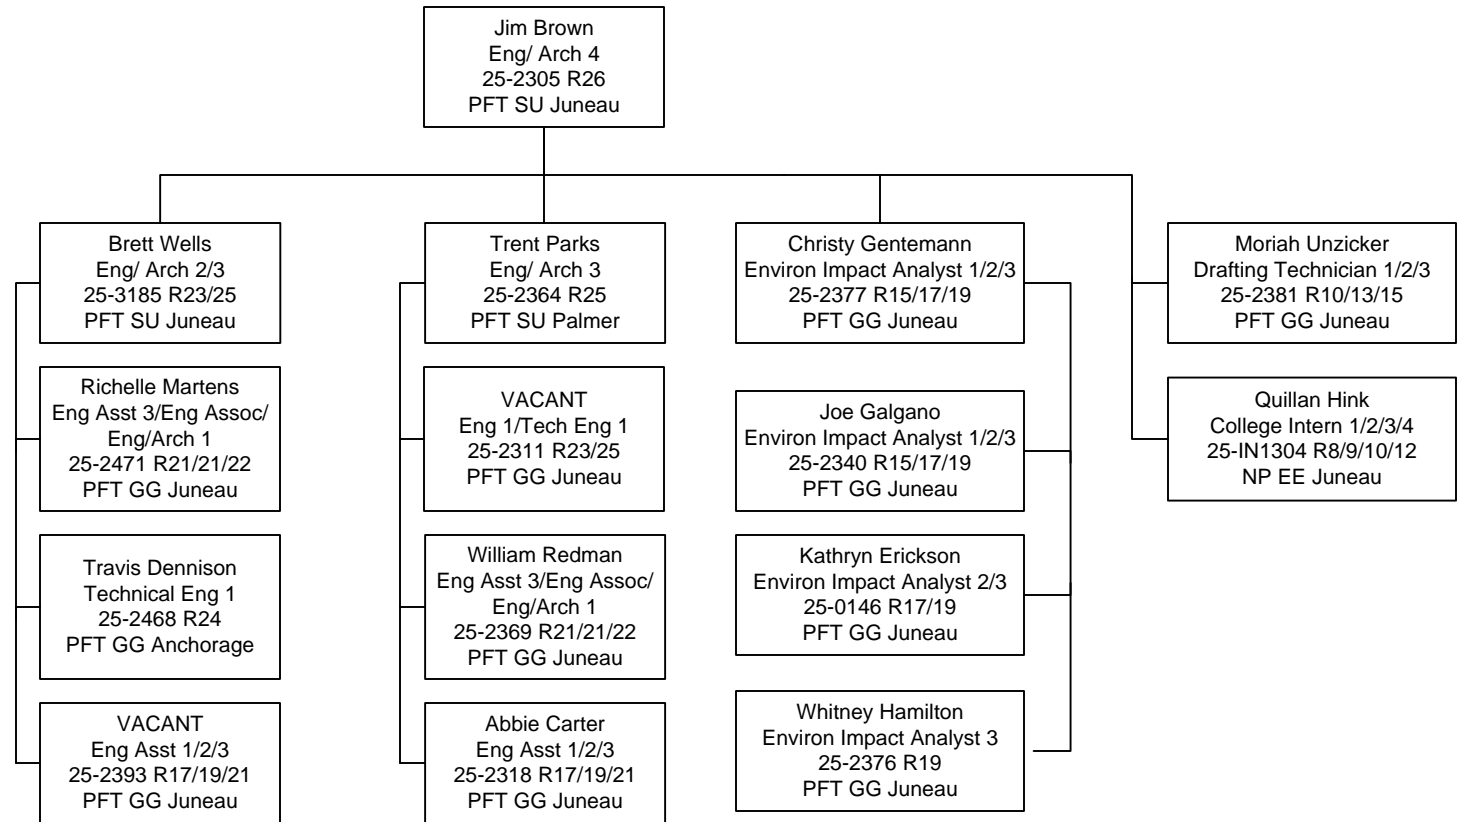 Jim Brown
Eng/ Arch 4
25-2305 R26
PFT SU Juneau
Brett Wells
Eng/ Arch 2/3
25-3185 R23/25
PFT SU Juneau
Richelle Martens
Eng Asst 3/Eng Assoc/
Eng/Arch 1
25-2471 R21/21/22
PFT GG Juneau
Travis Dennison
Technical Eng 1
25-2468 R24
PFT GG Anchorage
VACANT
Eng Asst 1/2/3
25-2393 R17/19/21
PFT GG Juneau
Trent Parks
Eng/ Arch 3
25-2364 R25
PFT SU Palmer
VACANT
Eng 1/Tech Eng 1
25-2311 R23/25
PFT GG Juneau
William Redman
Eng Asst 3/Eng Assoc/
Eng/Arch 1
25-2369 R21/21/22
PFT GG Juneau
Abbie Carter
Eng Asst 1/2/3
25-2318 R17/19/21
PFT GG Juneau
Christy Gentemann
Environ Impact Analyst 1/2/3
25-2377 R15/17/19
PFT GG Juneau
Joe Galgano
Environ Impact Analyst 1/2/3
25-2340 R15/17/19
PFT GG Juneau
Kathryn Erickson
Environ Impact Analyst 2/3
25-0146 R17/19
PFT GG Juneau
Whitney Hamilton
Environ Impact Analyst 3
25-2376 R19
PFT GG Juneau
Moriah Unzicker
Drafting Technician 1/2/3
25-2381 R10/13/15
PFT GG Juneau
Quillan Hink
College Intern 1/2/3/4
25-IN1304 R8/9/10/12
NP EE Juneau